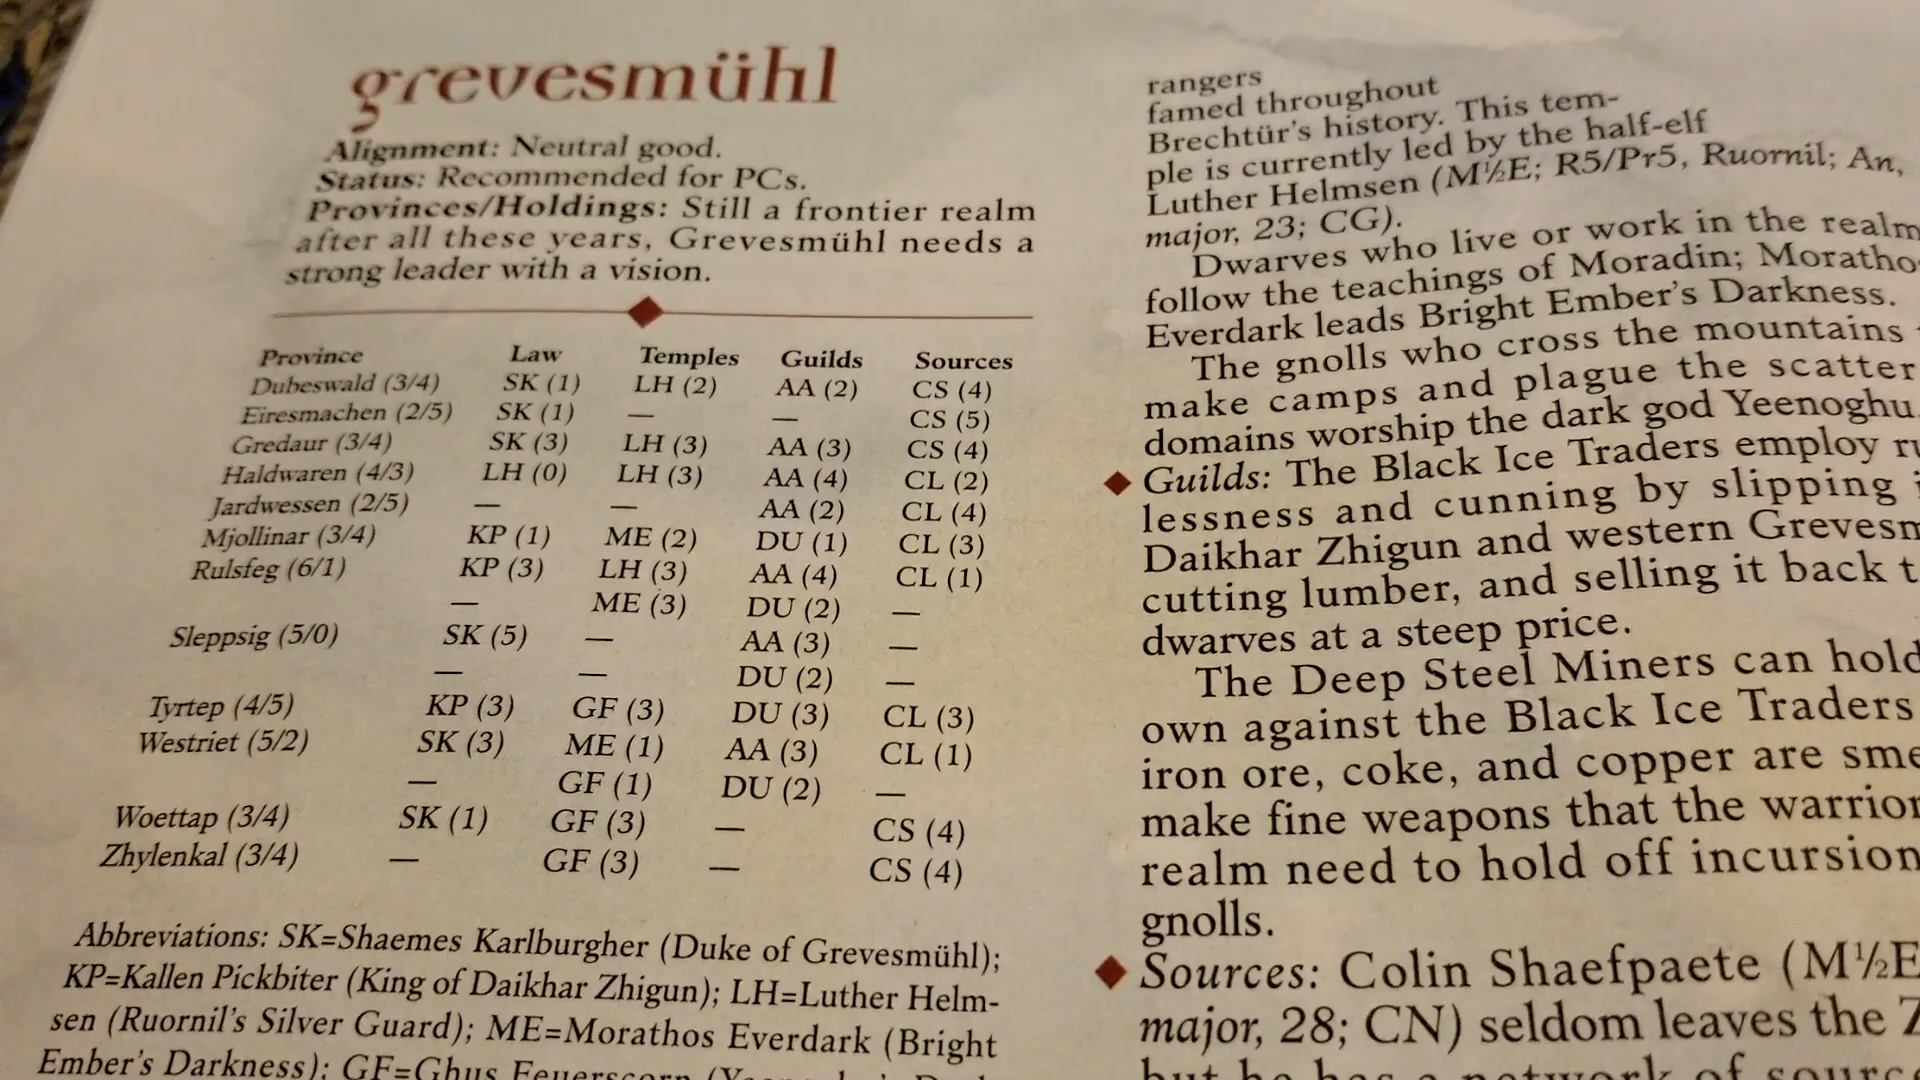 grevesmühl
Alignment: Neutral good.
Status: Recommended for PCs.
Provinces/Holdings: Still a frontier realm
after all these years, Grevesmühl needs a
strong leader with a vision.
Province Law Temples Guilds Sources
Dubeswald (3/4) SK (1) LH (2) AA (2) CS (4)
Eiresmachen (2/5) SK (1) — — CS (5)
Gredaur (3/4) SK (3) LH (3) AA (3) CS (4)
Haldwaren (4/3) LH (0) LH (3) AA (4) CL (2)
Jardwessen (2/5) — — AA (2) CL (4)
Mjollinar (3/4) KP (1) ME (2) DU (1) CL (3)
Rulsfeg (6/1) KP (3) LH (3) AA (4) CL (1)
— ME (3) DU (2) —
Sleppsig (5/0) SK (5) — AA (3) —
— — DU (2) —
Tyrtep (4/5) KP (3) GF (3) DU (3) CL (3)
Westriet (5/2) SK (3) ME (1) AA (3) CL (1)
— GF (1) DU (2) —
Woettap (3/4) SK (1) GF (3) — CS (4)
Zhylenkal (3/4) — GF (3) — CS (4)
Abbreviations: SK=Shaemes Karlburgher (Duke of Grevesmühl);
KP=Kallen Pickbiter (King of Daikhar Zhigun); LH=Luther Helm-
sen (Ruornil's Silver Guard); ME=Morathos Everdark (Bright
Ember's Darkness); GF=Ghus
rangers
famed throughout
Brechtür's history. This tem-
ple is currently led by the half-elf
Luther Helmsen (M½E; R5/Pr5, Ruornil; An,
major, 23; CG).
Dwarves who live or work in the realm
follow the teachings of Moradin; Moratho
Everdark leads Bright Ember's Darkness.
The gnolls who cross the mountains
make camps and plague the scatter
domains worship the dark god Yeenoghu.
Guilds: The Black Ice Traders employ ru
lessness and cunning by slipping i
Daikhar Zhigun and western Grevesm
cutting lumber, and selling it back t
dwarves at a steep price.
The Deep Steel Miners can hold
own against the Black Ice Traders
iron ore, coke, and copper are sme
make fine weapons that the warrior
realm need to hold off incursion
gnolls.
Sources: Colin Shaefpaete (M½E
major, 28; CN) seldom leaves the Z
but he has a network of source